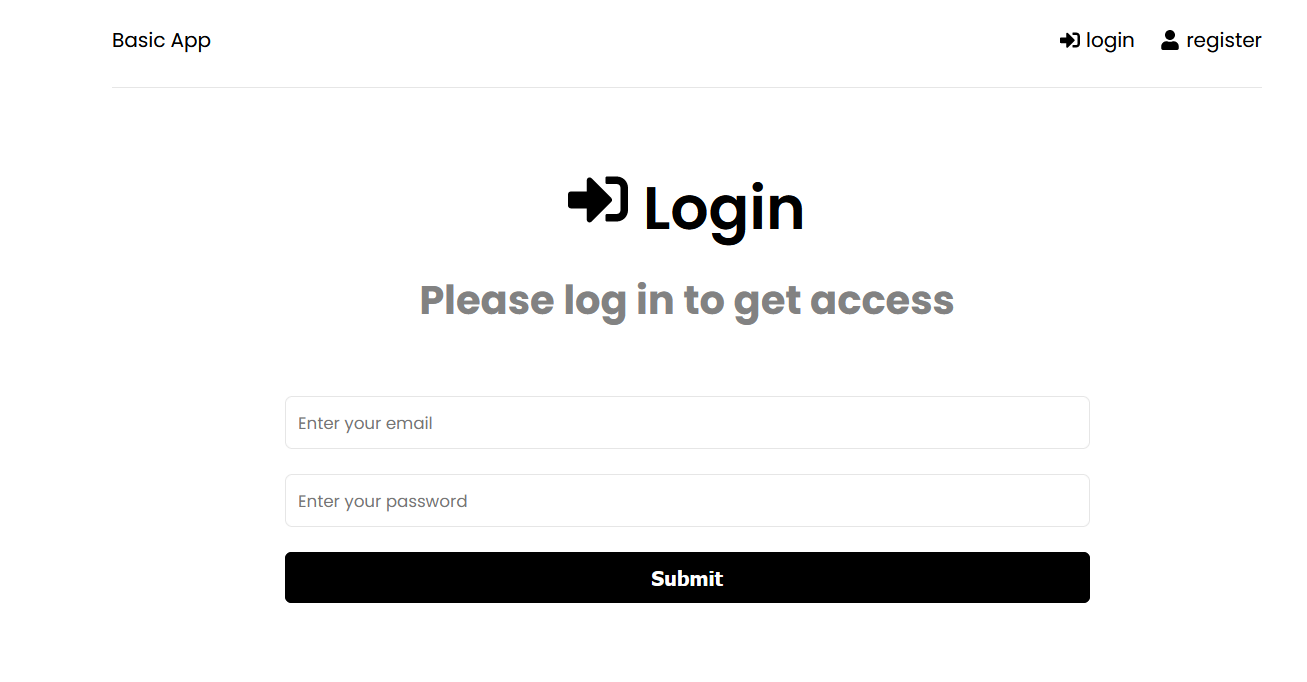 Basic App
login
register
Login
Please log in to get access
Enter your email
Enter your password
Submit